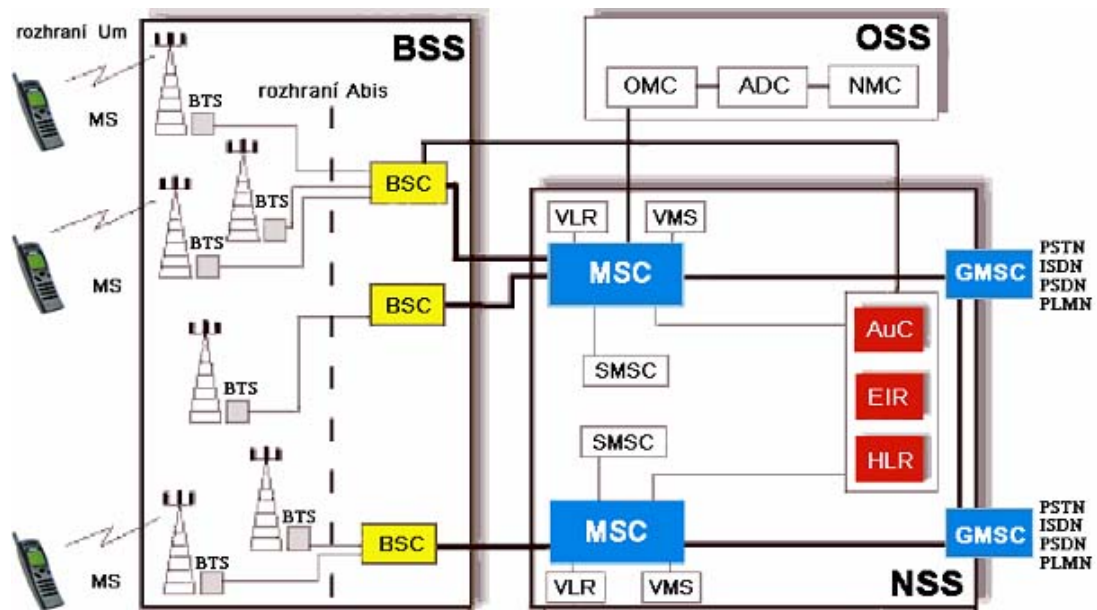 rozhraní Um
MS
MS
MS
BSS
rozhraní Abis
BTS
BTS
BTS
BTS
BTS
BTS
BSC
BSC
BSC
OSS
OMC
ADC
NMC
VLR
VMS
MSC
SMSC
GMSC
PSTN
ISDN
PSDN
PLMN
AuC
EIR
HLR
SMSC
MSC
VLR
VMS
GMSC
PSTN
ISDN
PSDN
PLMN
NSS